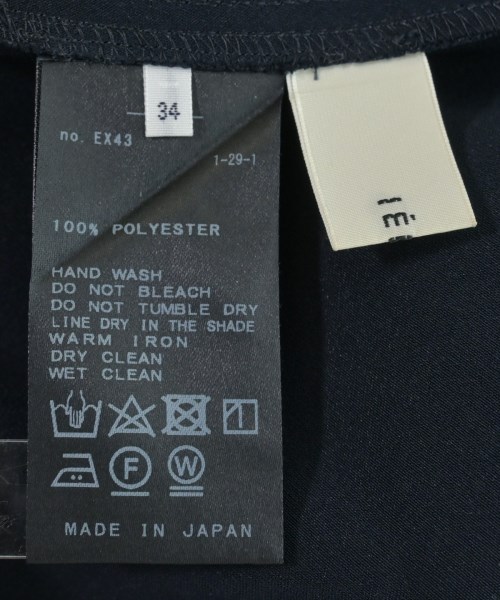 34
no. EX43
1-29-1
100% POLYESTER
HAND WASH
DO NOT BLEACH
DO NOT TUMBLE DRY
LINE DRY IN THE SHADE
WARM IRON
DRY CLEAN
WET CLEAN
F
W
MADE IN JAPAN